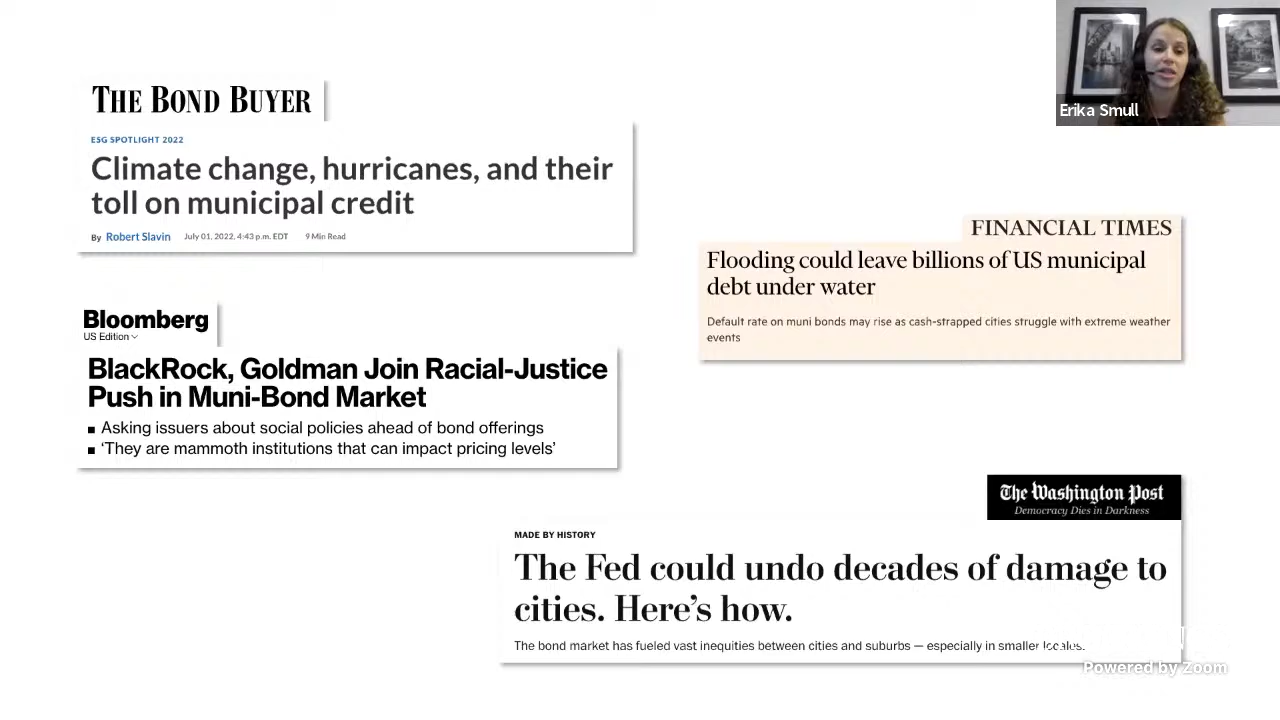 Erika Smull
THE BOND BUYER
ESG SPOTLIGHT 2022
Climate change, hurricanes, and their
toll on municipal credit
By Robert Slavin July 01, 2022, 4:43 p.m. EDT 9 Min Read
FINANCIAL TIMES
Flooding could leave billions of US municipal
debt under water
Default rate on muni bonds may rise as cash-strapped cities struggle with extreme weather
events
Bloomberg
US Edition
BlackRock, Goldman Join Racial-Justice
Push in Muni-Bond Market
▪ Asking issuers about social policies ahead of bond offerings
▪ ‘They are mammoth institutions that can impact pricing levels’
The Washington Post
Democracy Dies in Darkness
MADE BY HISTORY
The Fed could undo decades of damage to
cities. Here’s how.
The bond market has fueled vast inequities between cities and suburbs — especially in smaller locales.
Powered by Zoom